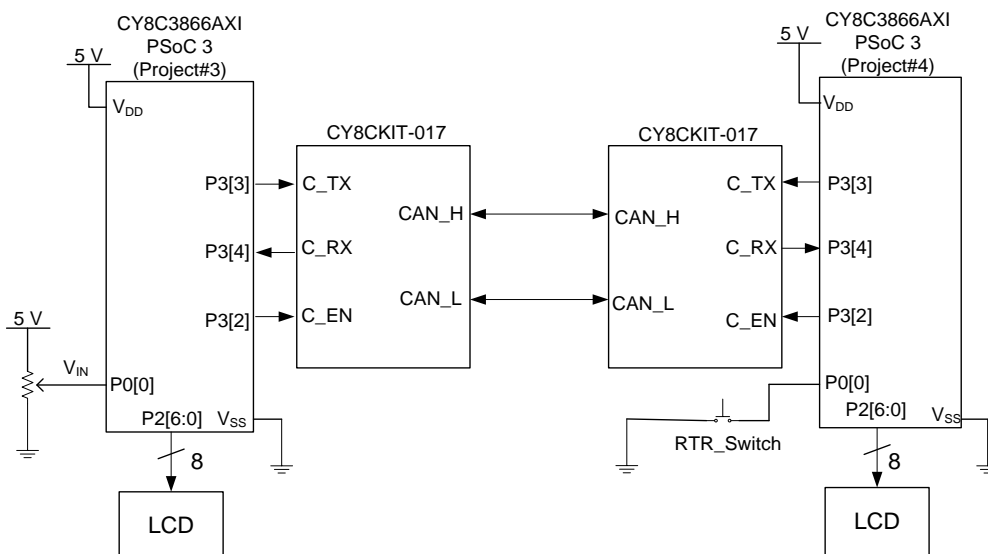 CY8C3866AXI
PSoC 3
(Project#3)
5 V
VDD
P3[3]
P3[4]
P3[2]
5 V
VIN
P0[0]
P2[6:0]
VSS
8
LCD
CY8CKIT-017
C_TX
C_RX
C_EN
CAN_H
CAN_L
CY8CKIT-017
CAN_H
CAN_L
C_TX
C_RX
C_EN
CY8C3866AXI
PSoC 3
(Project#4)
5 V
VDD
P3[3]
P3[4]
P3[2]
P0[0]
P2[6:0]
VSS
RTR_Switch
8
LCD